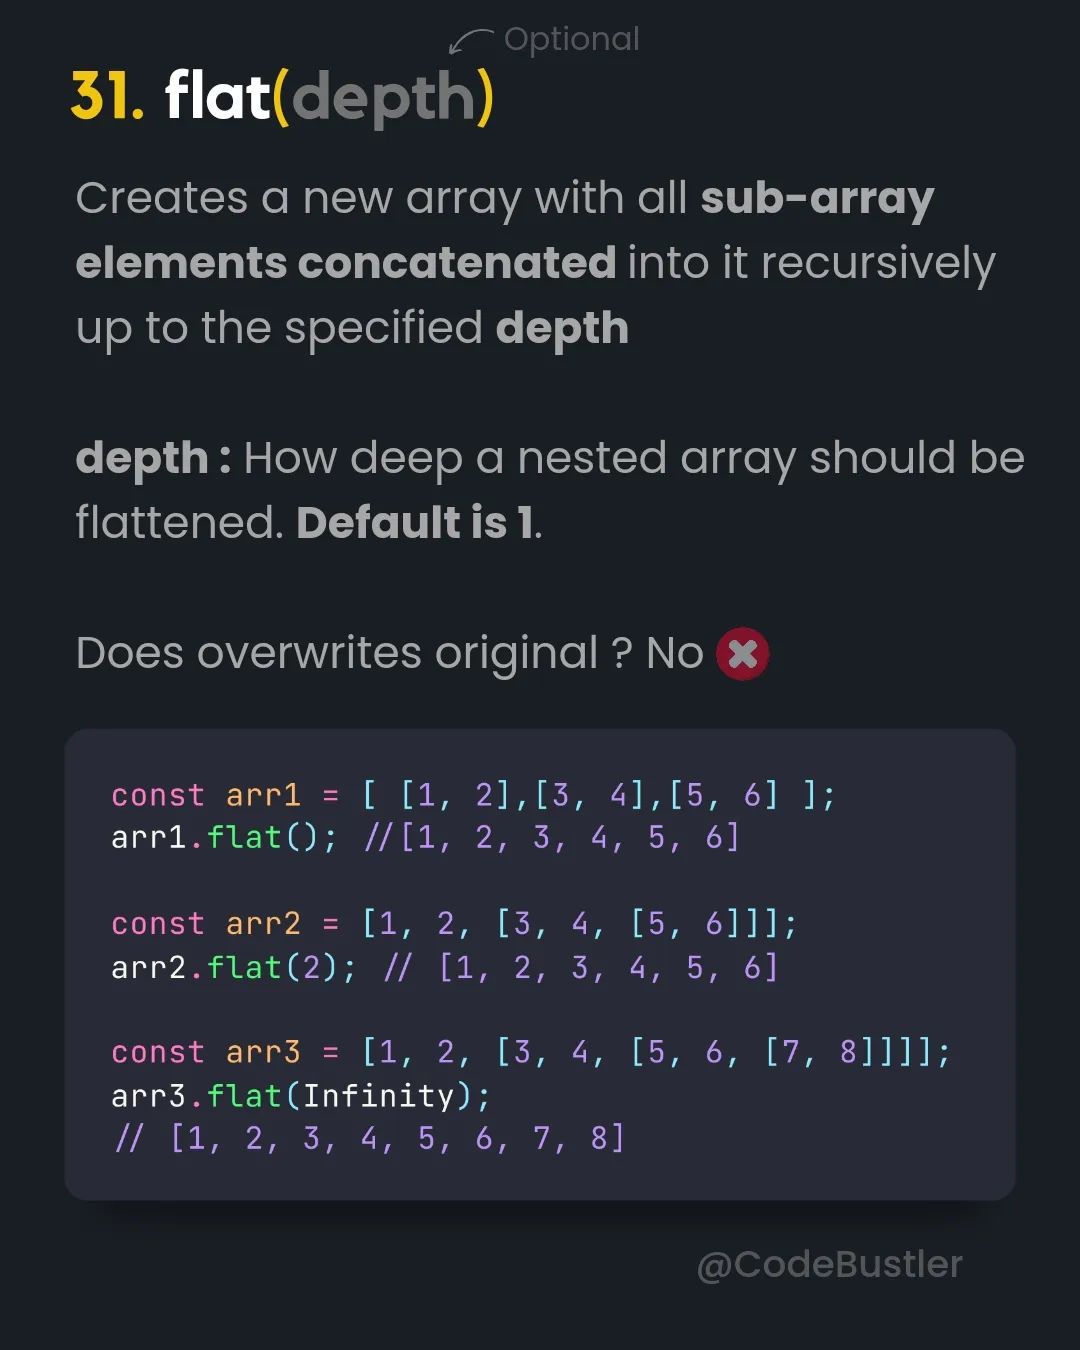 Optional
31. flat(depth)
Creates a new array with all sub-array
elements concatenated into it recursively
up to the specified depth
depth : How deep a nested array should be
flattened. Default is 1.
Does overwrites original ? No ✖
const arr1 = [ [1, 2],[3, 4],[5, 6] ];
arr1.flat(); //[1, 2, 3, 4, 5, 6]
const arr2 = [1, 2, [3, 4, [5, 6]]];
arr2.flat(2); // [1, 2, 3, 4, 5, 6]
const arr3 = [1, 2, [3, 4, [5, 6, [7, 8]]]];
arr3.flat(Infinity);
// [1, 2, 3, 4, 5, 6, 7, 8]
@CodeBustler